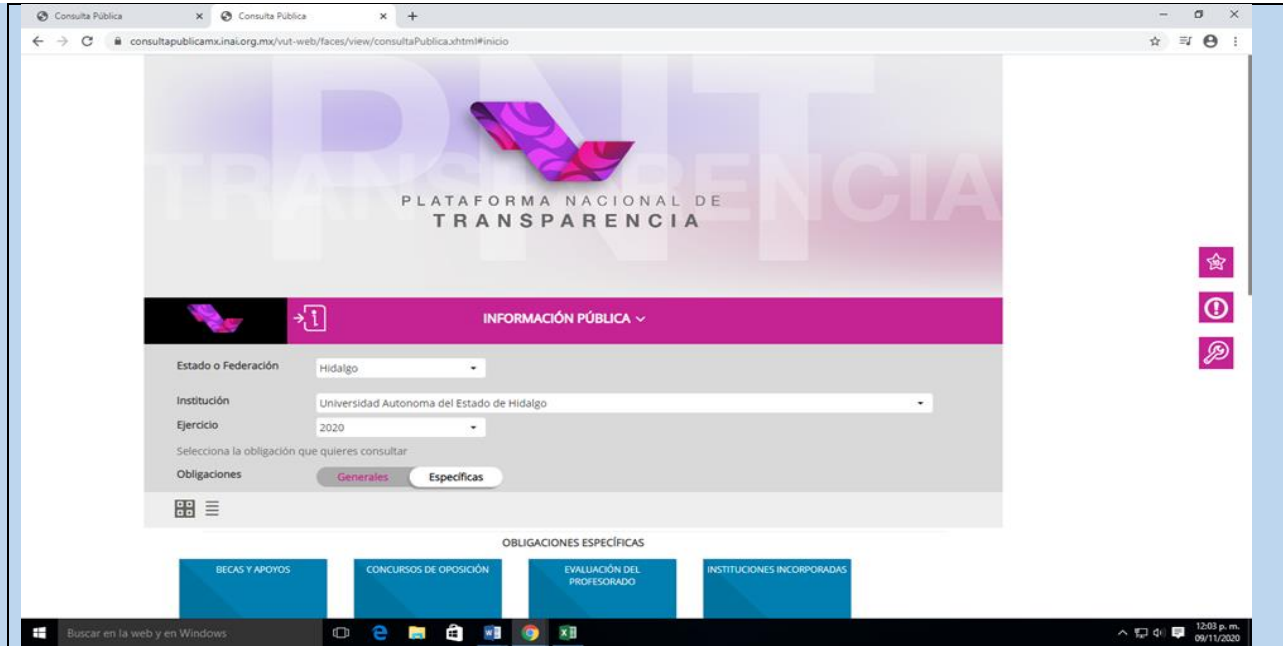 Consulta Pública
Consulta Pública
consultapublicamx.inai.org.mx/vut-web/faces/view/consultaPublica.xhtml#inicio
PNT
TRANSPARENCIA
PLATAFORMA NACIONAL DE
TRANSPARENCIA
INFORMACIÓN PÚBLICA
Estado o Federación
Hidalgo
Institución
Universidad Autonoma del Estado de Hidalgo
Ejercicio
2020
Selecciona la obligación que quieres consultar
Obligaciones
Generales
Específicas
OBLIGACIONES ESPECÍFICAS
BECAS Y APOYOS
CONCURSOS DE OPOSICIÓN
EVALUACIÓN DEL
PROFESORADO
INSTITUCIONES INCORPORADAS
Buscar en la web y en Windows
12:03 p. m.
09/11/2020